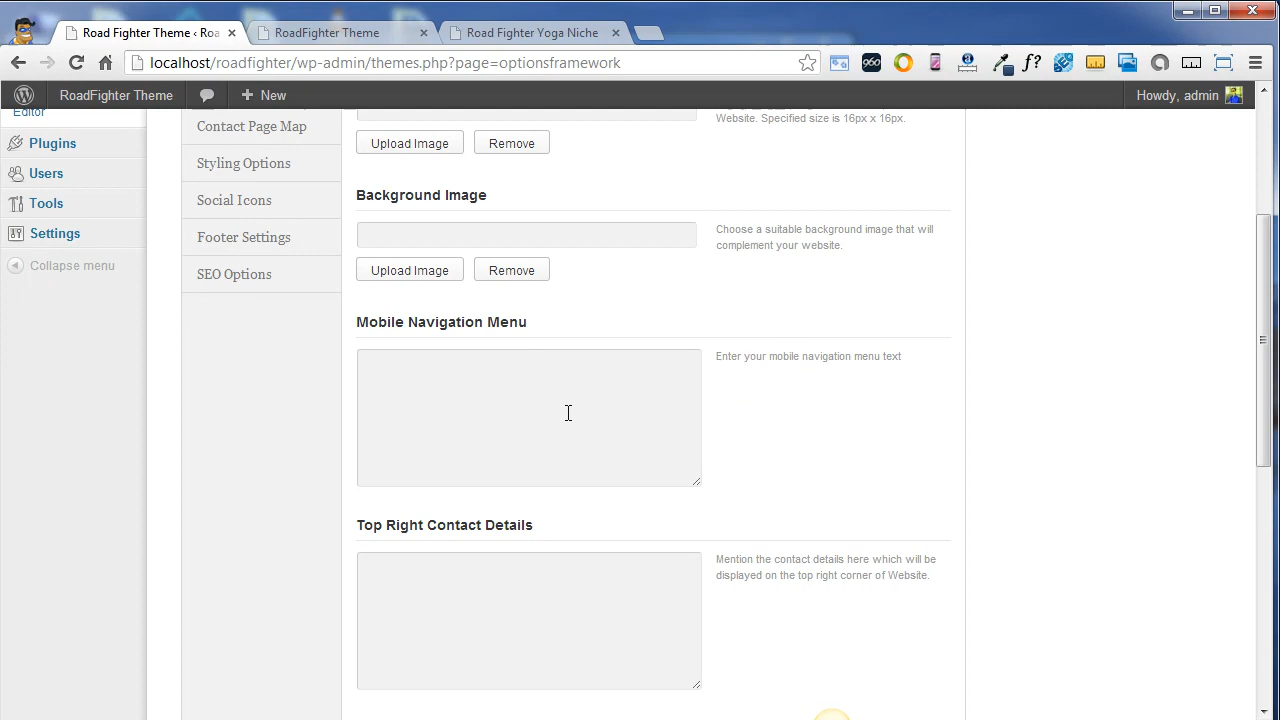 Road Fighter Theme ‹ Roa
RoadFighter Theme
Road Fighter Yoga Niche
localhost/roadfighter/wp-admin/themes.php?page=optionsframework
960
a
f?
RoadFighter Theme
+ New
Howdy, admin
Editor
Plugins
Users
Tools
Settings
Collapse menu
Contact Page Map
Styling Options
Social Icons
Footer Settings
SEO Options
Website. Specified size is 16px x 16px.
Upload Image
Remove
Background Image
Choose a suitable background image that will
complement your website.
Upload Image
Remove
Mobile Navigation Menu
Enter your mobile navigation menu text
Top Right Contact Details
Mention the contact details here which will be
displayed on the top right corner of Website.